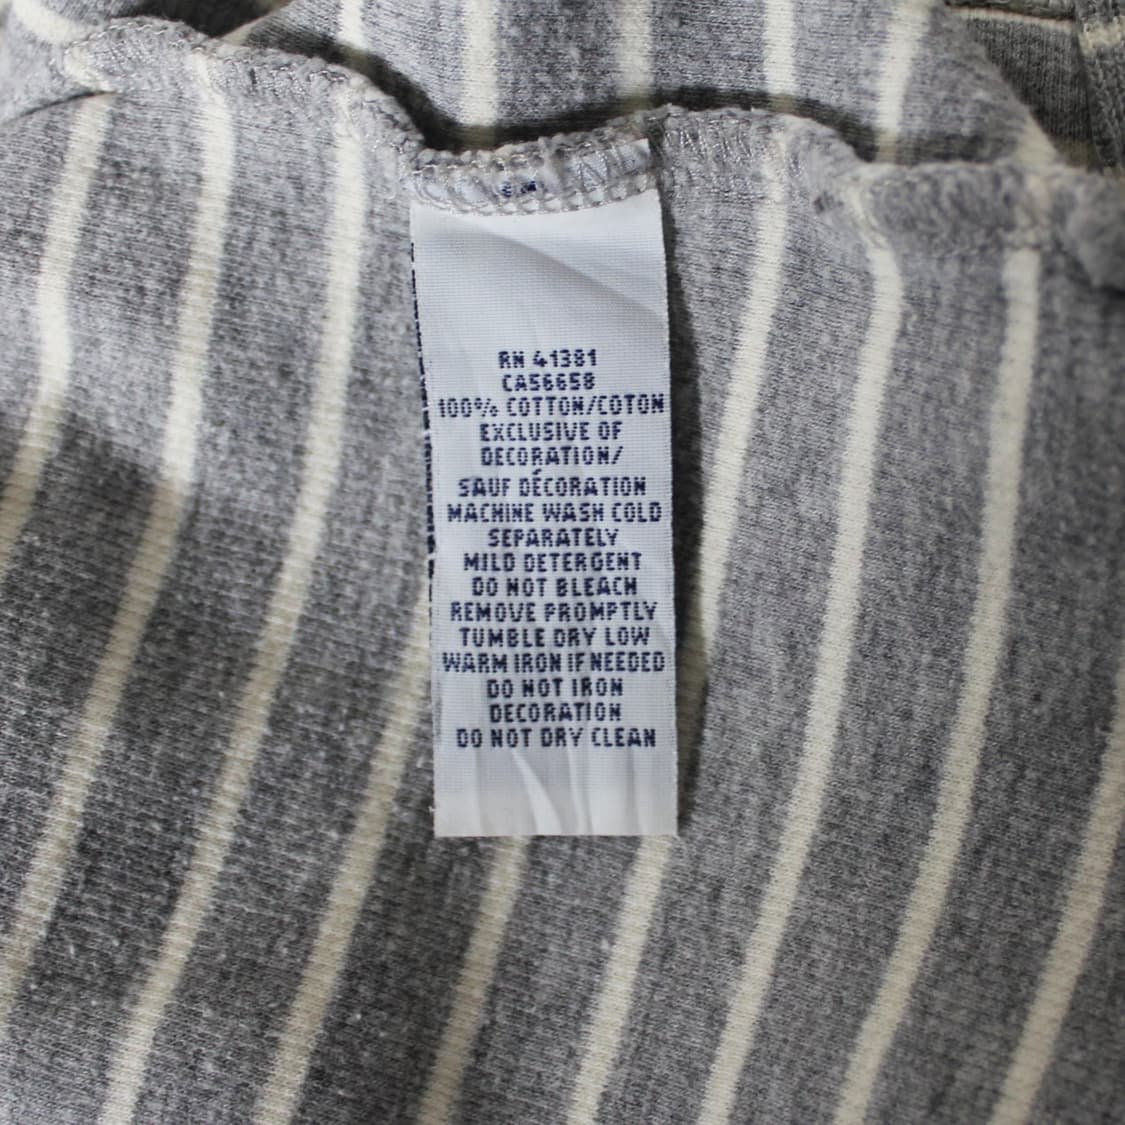 RN 41381
CA56658
100% COTTON/COTON
EXCLUSIVE OF
DECORATION/
SAUF DÉCORATION
MACHINE WASH COLD
SEPARATELY
MILD DETERGENT
DO NOT BLEACH
REMOVE PROMPTLY
TUMBLE DRY LOW
WARM IRON IF NEEDED
DO NOT IRON
DECORATION
DO NOT DRY CLEAN